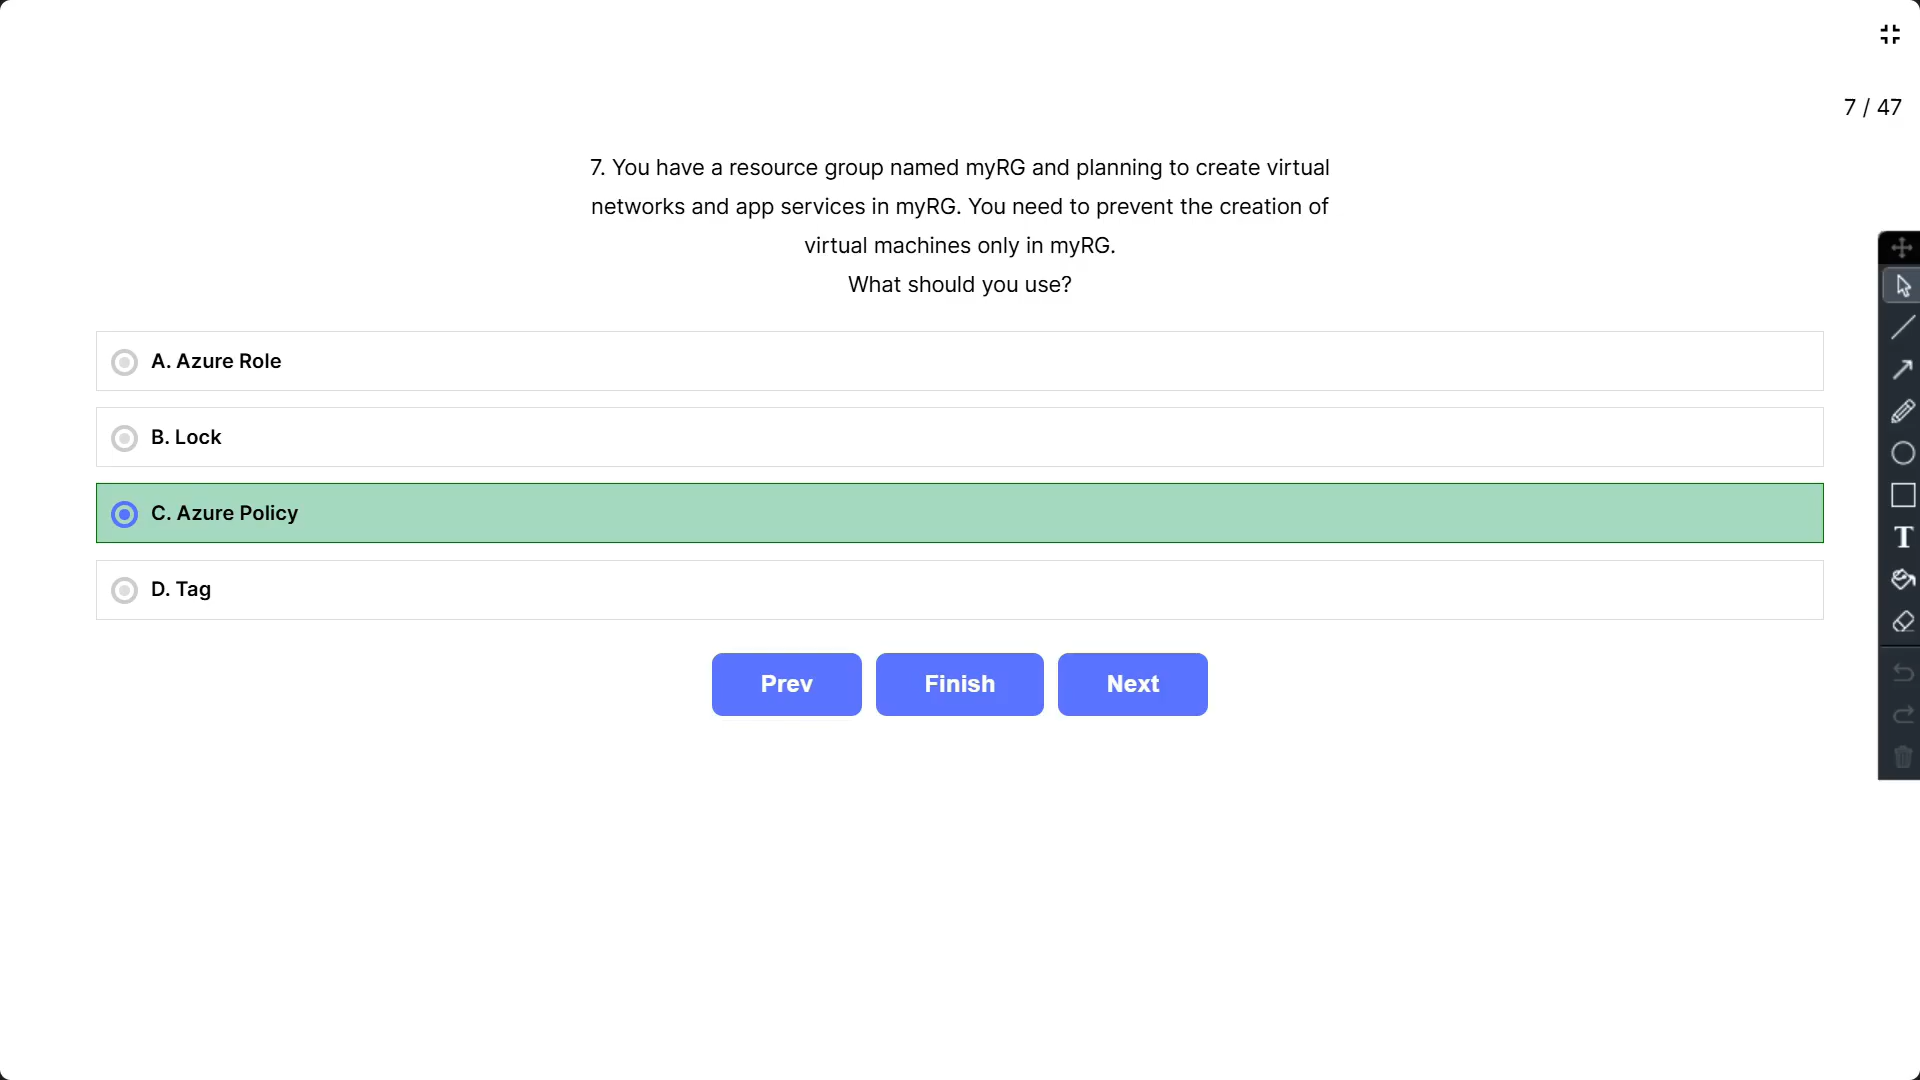 7 / 47
7. You have a resource group named myRG and planning to create virtual
networks and app services in myRG. You need to prevent the creation of
virtual machines only in myRG.
What should you use?
A. Azure Role
B. Lock
C. Azure Policy
D. Tag
Prev
Finish
Next
T